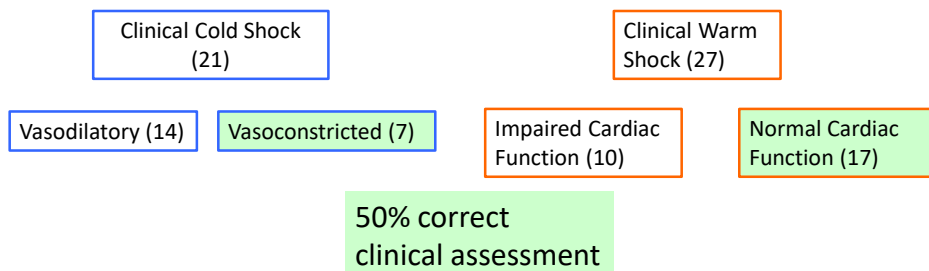 Clinical Cold Shock
(21)
Clinical Warm
Shock (27)
Vasodilatory (14)
Vasoconstricted (7)
Impaired Cardiac
Function (10)
Normal Cardiac
Function (17)
50% correct
clinical assessment